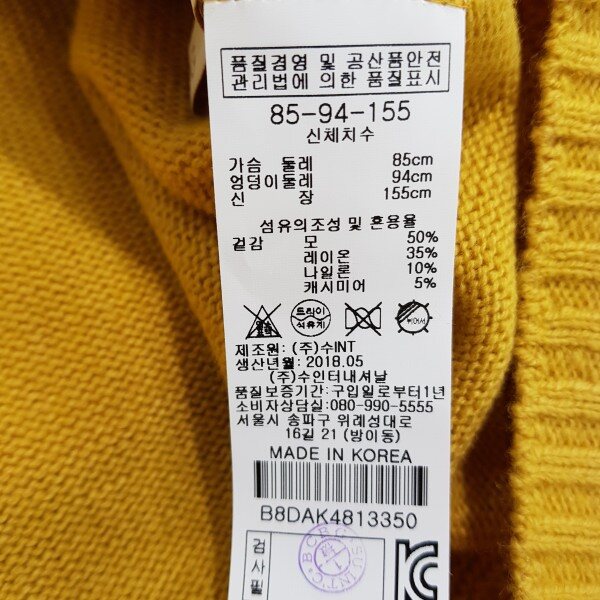 품질경영 및 공산품안전
관리법에 의한 품질표시
85-94-155
신체치수
가슴 둘레 85cm
엉덩이둘레 94cm
신 장 155cm
섬유의조성 및 혼용율
겉감 모 50%
레이온 35%
나일론 10%
캐시미어 5%
드라이
석유계
뉘어서
제조원: (주)수INT
생산년월: 2018.05
(주)수인터내셔날
품질보증기간: 구입일로부터1년
소비자상담실: 080-990-5555
서울시 송파구 위례성대로
16길 21 (방이동)
MADE IN KOREA
B8DAK4813350
검
사
필
BCBG
SUINT'C